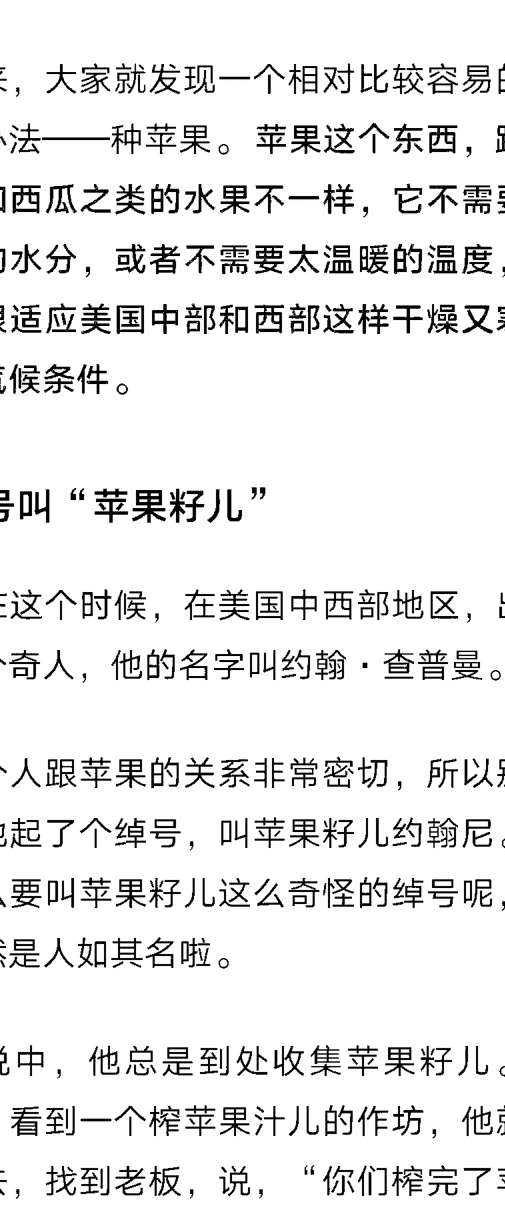 来，大家就发现一个相对比较容易的
办法——种苹果。苹果这个东西，跟
和西瓜之类的水果不一样，它不需要
的水分，或者不需要太温暖的温度，
很适应美国中部和西部这样干燥又寒
气候条件。
号叫“苹果籽儿”
在这个时候，在美国中西部地区，出
个奇人，他的名字叫约翰·查普曼。
个人跟苹果的关系非常密切，所以别
他起了个绰号，叫苹果籽儿约翰尼。
么要叫苹果籽儿这么奇怪的绰号呢，
然是人如其名啦。
说中，他总是到处收集苹果籽儿。
看到一个榨苹果汁儿的作坊，他就
去，找到老板，说，“你们榨完了苹